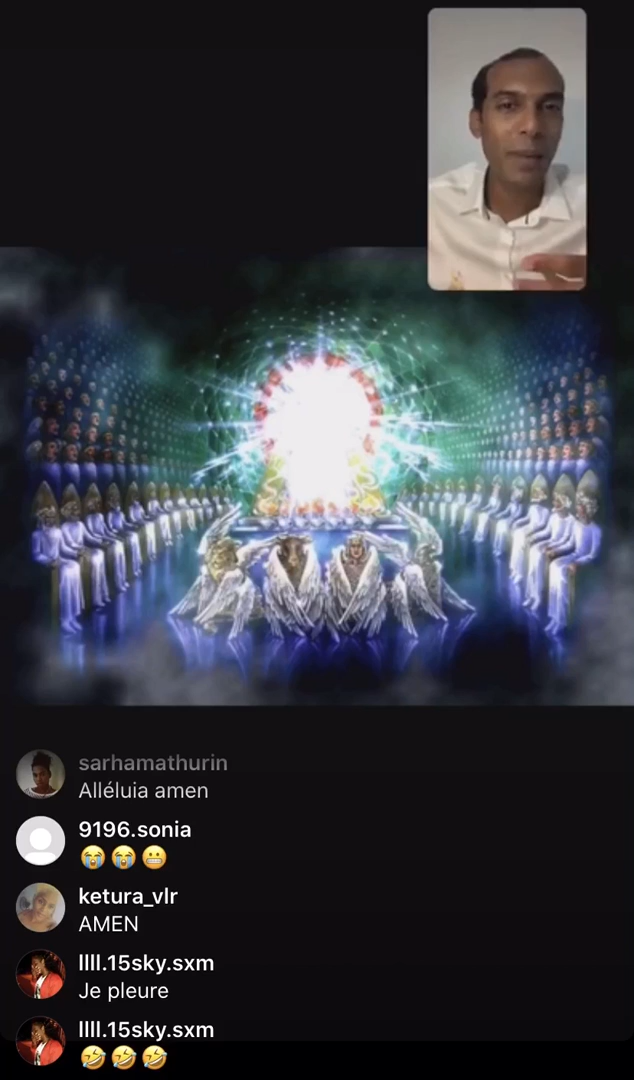 sarhamathurin
Alléluia amen
9196.sonia
😭😭😬
ketura_vlr
AMEN
llll.15sky.sxm
Je pleure
llll.15sky.sxm
🤣🤣🤣